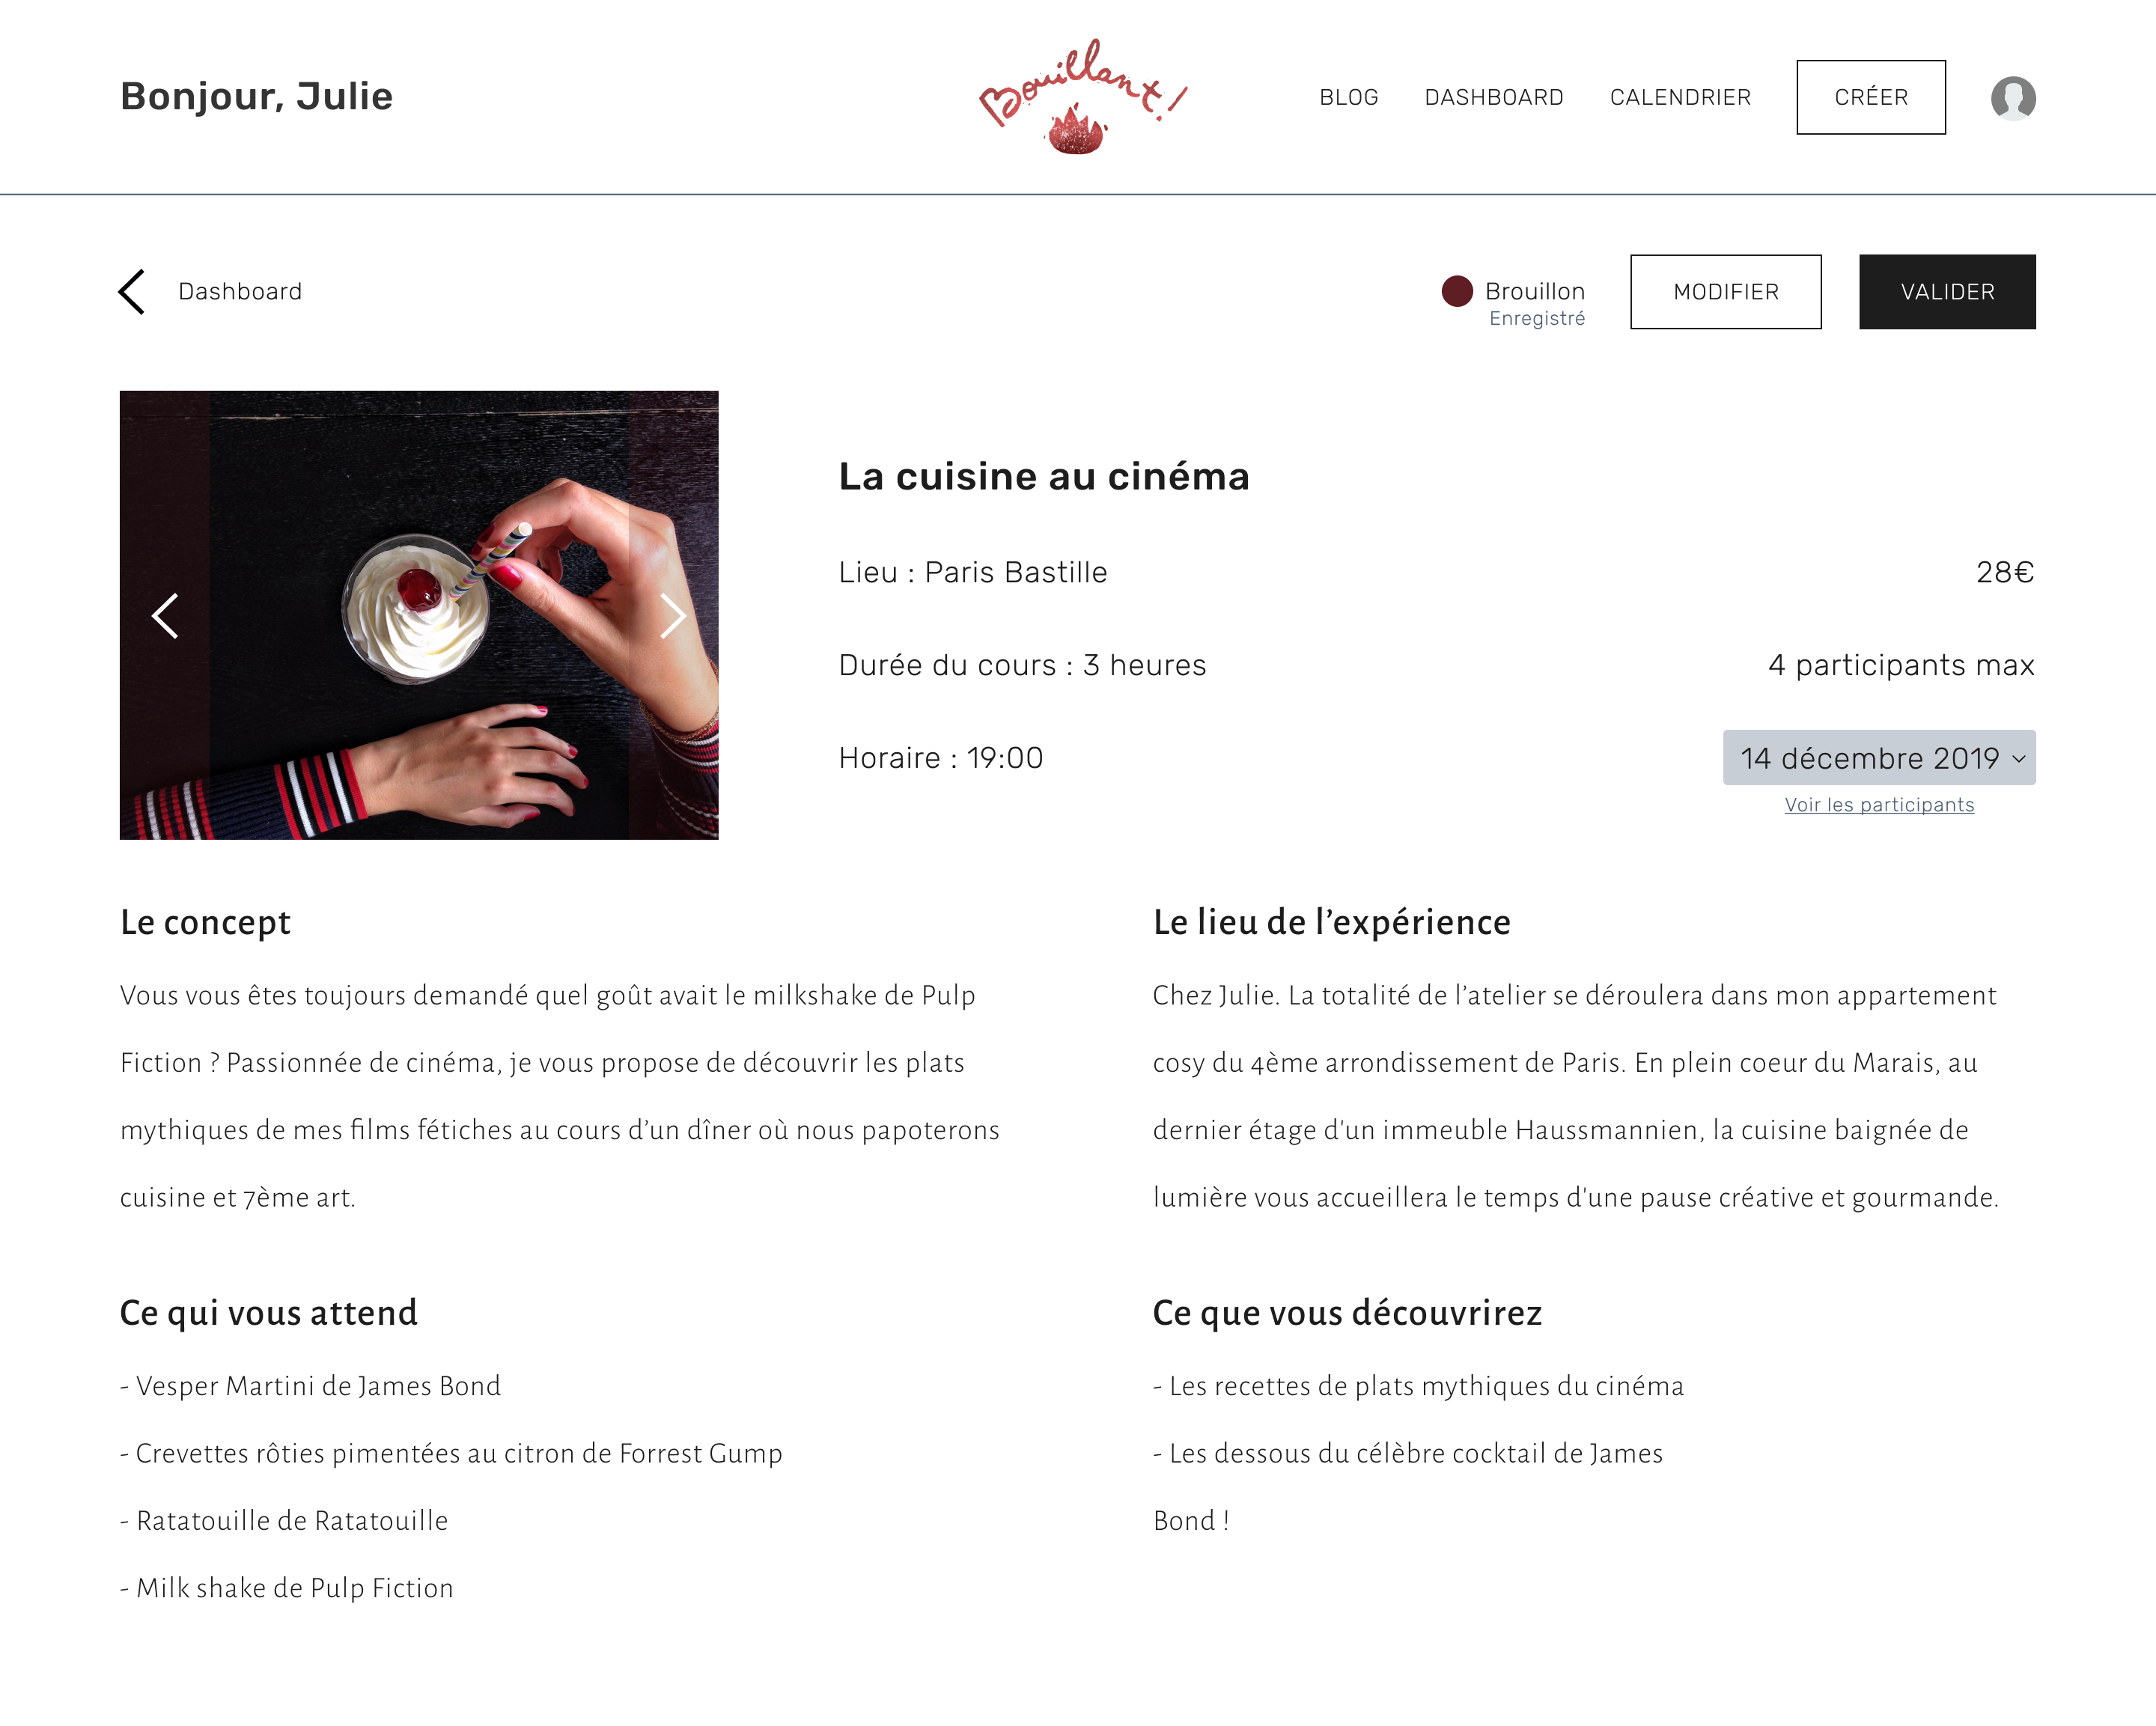 Bonjour, Julie
Bouillant!
BLOG
DASHBOARD
CALENDRIER
CRÉER
Dashboard
Brouillon
Enregistré
MODIFIER
VALIDER
La cuisine au cinéma
Lieu : Paris Bastille
28€
Durée du cours : 3 heures
4 participants max
Horaire : 19:00
14 décembre 2019
Voir les participants
Le concept
Vous vous êtes toujours demandé quel goût avait le milkshake de Pulp
Fiction ? Passionnée de cinéma, je vous propose de découvrir les plats
mythiques de mes films fétiches au cours d’un dîner où nous papoterons
cuisine et 7ème art.
Le lieu de l’expérience
Chez Julie. La totalité de l’atelier se déroulera dans mon appartement
cosy du 4ème arrondissement de Paris. En plein coeur du Marais, au
dernier étage d'un immeuble Haussmannien, la cuisine baignée de
lumière vous accueillera le temps d'une pause créative et gourmande.
Ce qui vous attend
- Vesper Martini de James Bond
- Crevettes rôties pimentées au citron de Forrest Gump
- Ratatouille de Ratatouille
- Milk shake de Pulp Fiction
Ce que vous découvrirez
- Les recettes de plats mythiques du cinéma
- Les dessous du célèbre cocktail de James
Bond !